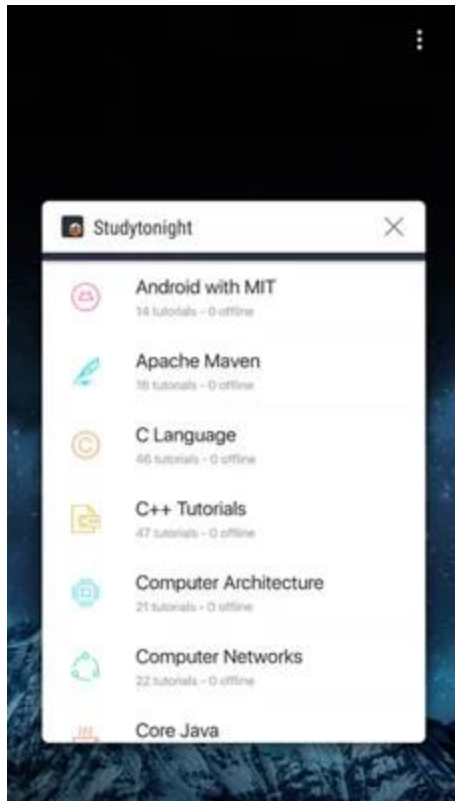 Studytonight
Android with MIT
14 tutorials - 0 offline
Apache Maven
16 tutorials - 0 offline
C
C Language
46 tutorials - 0 offline
C++
C++ Tutorials
47 tutorials - 0 offline
Computer Architecture
21 tutorials - 0 offline
Computer Networks
22 tutorials - 0 offline
Core Java